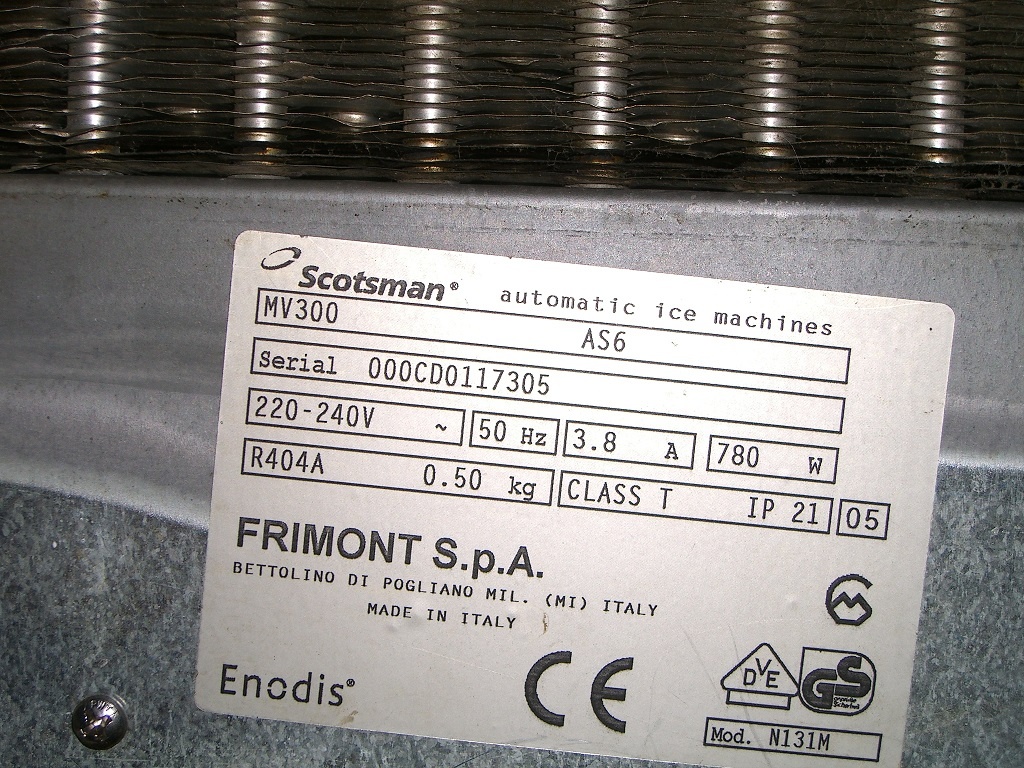 Scotsman® automatic ice machines
MV300 AS6
Serial 000CD0117305
220-240V ~ 50 Hz 3.8 A 780 W
R404A 0.50 kg CLASS T IP 21 05
FRIMONT S.p.A.
BETTOLINO DI POGLIANO MIL. (MI) ITALY
MADE IN ITALY
Enodis®
CE
DVE
GS
geprüfte
Sicherheit
Mod. N131M